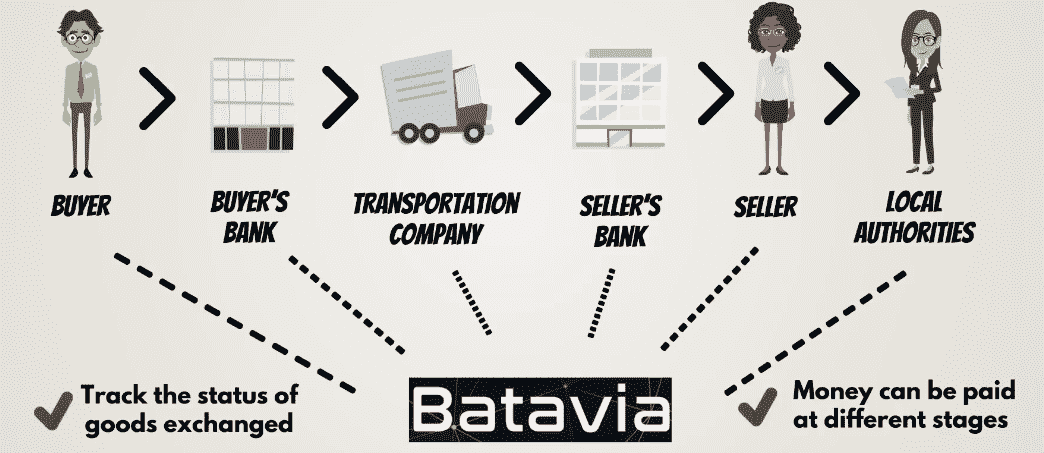 BUYER
BUYER'S
BANK
TRANSPORTATION
COMPANY
SELLER'S
BANK
SELLER
LOCAL
AUTHORITIES
Track the status of
goods exchanged
Batavia
Money can be paid
at different stages